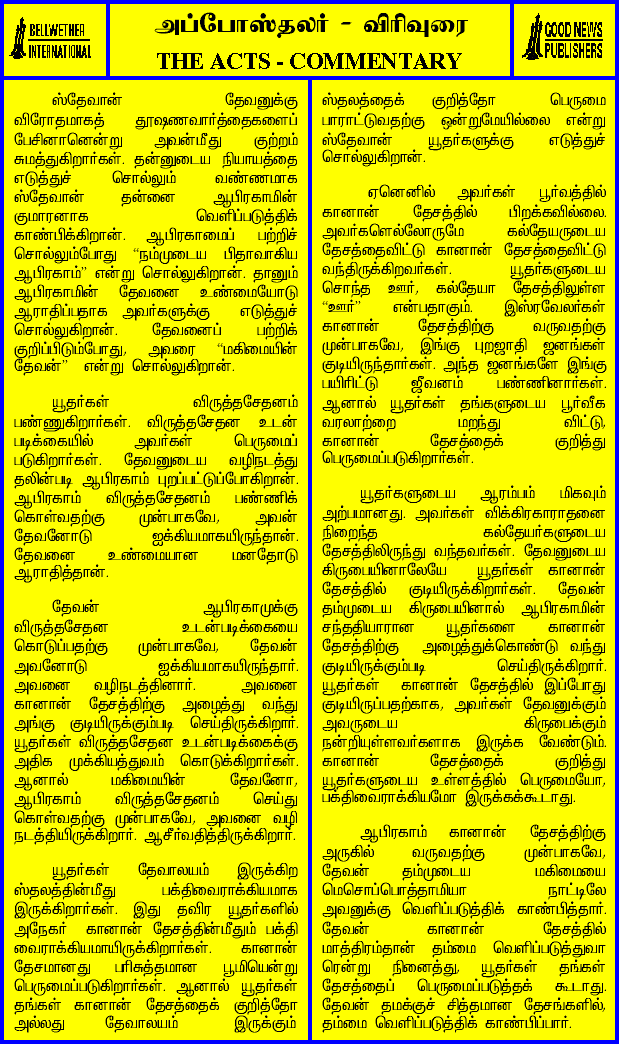 BELLWETHER
INTERNATIONAL
அப்போஸ்தலர் - விரிவுரை
THE ACTS - COMMENTARY
GOOD NEWS
PUBLISHERS
ஸ்தேவான் தேவனுக்கு
விரோதமாகத் தூஷணவார்த்தைகளைப்
பேசினானென்று அவன்மீது குற்றம்
சுமத்துகிறார்கள். தன்னுடைய நியாயத்தை
எடுத்துச் சொல்லும் வண்ணமாக
ஸ்தேவான் தன்னை ஆபிரகாமின்
குமாரனாக வெளிப்படுத்திக்
காண்பிக்கிறான். ஆபிரகாமைப் பற்றிச்
சொல்லும்போது “நம்முடைய பிதாவாகிய
ஆபிரகாம்” என்று சொல்லுகிறான். தானும்
ஆபிரகாமின் தேவனை உண்மையோடு
ஆராதிப்பதாக அவர்களுக்கு எடுத்துச்
சொல்லுகிறான். தேவனைப் பற்றிக்
குறிப்பிடும்போது, அவரை “மகிமையின்
தேவன்” என்று சொல்லுகிறான்.
யூதர்கள் விருத்தசேதனம்
பண்ணுகிறார்கள். விருத்தசேதன உடன்
படிக்கையில் அவர்கள் பெருமைப்
படுகிறார்கள். தேவனுடைய வழிநடத்து
தலின்படி ஆபிரகாம் புறப்பட்டுப்போகிறான்.
ஆபிரகாம் விருத்தசேதனம் பண்ணிக்
கொள்வதற்கு முன்பாகவே, அவன்
தேவனோடு ஐக்கியமாகயிருந்தான்.
தேவனை உண்மையான மனதோடு
ஆராதித்தான்.
தேவன் ஆபிரகாமுக்கு
விருத்தசேதன உடன்படிக்கையை
கொடுப்பதற்கு முன்பாகவே, தேவன்
அவனோடு ஐக்கியமாகயிருந்தார்.
அவனை வழிநடத்தினார். அவனை
கானான் தேசத்திற்கு அழைத்து வந்து
அங்கு குடியிருக்கும்படி செய்திருக்கிறார்.
யூதர்கள் விருத்தசேதன உடன்படிக்கைக்கு
அதிக முக்கியத்துவம் கொடுக்கிறார்கள்.
ஆனால் மகிமையின் தேவனோ,
ஆபிரகாம் விருத்தசேதனம் செய்து
கொள்வதற்கு முன்பாகவே, அவனை வழி
நடத்தியிருக்கிறார். ஆசீர்வதித்திருக்கிறார்.
யூதர்கள் தேவாலயம் இருக்கிற
ஸ்தலத்தின்மீது பக்திவைராக்கியமாக
இருக்கிறார்கள். இது தவிர யூதர்களில்
அநேகர் கானான் தேசத்தின்மீதும் பக்தி
வைராக்கியமாயிருக்கிறார்கள். கானான்
தேசமானது பரிசுத்தமான பூமியென்று
பெருமைப்படுகிறார்கள். ஆனால் யூதர்கள்
தங்கள் கானான் தேசத்தைக் குறித்தோ
அல்லது தேவாலயம் இருக்கும்
ஸ்தலத்தைக் குறித்தோ பெருமை
பாராட்டுவதற்கு ஒன்றுமேயில்லை என்று
ஸ்தேவான் யூதர்களுக்கு எடுத்துச்
சொல்லுகிறான்.
ஏனெனில் அவர்கள் பூர்வத்தில்
கானான் தேசத்தில் பிறக்கவில்லை.
அவர்களெல்லோருமே கல்தேயருடைய
தேசத்தைவிட்டு கானான் தேசத்தைவிட்டு
வந்திருக்கிறவர்கள். யூதர்களுடைய
சொந்த ஊர், கல்தேயா தேசத்திலுள்ள
“ஊர்” என்பதாகும். இஸ்ரவேலர்கள்
கானான் தேசத்திற்கு வருவதற்கு
முன்பாகவே, இங்கு புறஜாதி ஜனங்கள்
குடியிருந்தார்கள். அந்த ஜனங்களே இங்கு
பயிரிட்டு ஜீவனம் பண்ணினார்கள்.
ஆனால் யூதர்கள் தங்களுடைய பூர்வீக
வரலாற்றை மறந்து விட்டு,
கானான் தேசத்தைக் குறித்து
பெருமைப்படுகிறார்கள்.
யூதர்களுடைய ஆரம்பம் மிகவும்
அற்பமானது. அவர்கள் விக்கிரகாராதனை
நிறைந்த கல்தேயர்களுடைய
தேசத்திலிருந்து வந்தவர்கள். தேவனுடைய
கிருபையினாலேயே யூதர்கள் கானான்
தேசத்தில் குடியிருக்கிறார்கள். தேவன்
தம்முடைய கிருபையினால் ஆபிரகாமின்
சந்ததியாரான யூதர்களை கானான்
தேசத்திற்கு அழைத்துக்கொண்டு வந்து
குடியிருக்கும்படி செய்திருக்கிறார்.
யூதர்கள் கானான் தேசத்தில் இப்போது
குடியிருப்பதற்காக, அவர்கள் தேவனுக்கும்
அவருடைய கிருபைக்கும்
நன்றியுள்ளவர்களாக இருக்க வேண்டும்.
கானான் தேசத்தைக் குறித்து
யூதர்களுடைய உள்ளத்தில் பெருமையோ,
பக்திவைராக்கியமோ இருக்கக்கூடாது.
ஆபிரகாம் கானான் தேசத்திற்கு
அருகில் வருவதற்கு முன்பாகவே,
தேவன் தம்முடைய மகிமையை
மெசொப்பொத்தாமியா நாட்டிலே
அவனுக்கு வெளிப்படுத்திக் காண்பித்தார்.
தேவன் கானான் தேசத்தில்
மாத்திரம்தான் தம்மை வெளிப்படுத்துவா
ரென்று நினைத்து, யூதர்கள் தங்கள்
தேசத்தைப் பெருமைப்படுத்தக் கூடாது.
தேவன் தமக்குச் சித்தமான தேசங்களில்,
தம்மை வெளிப்படுத்திக் காண்பிப்பார்.